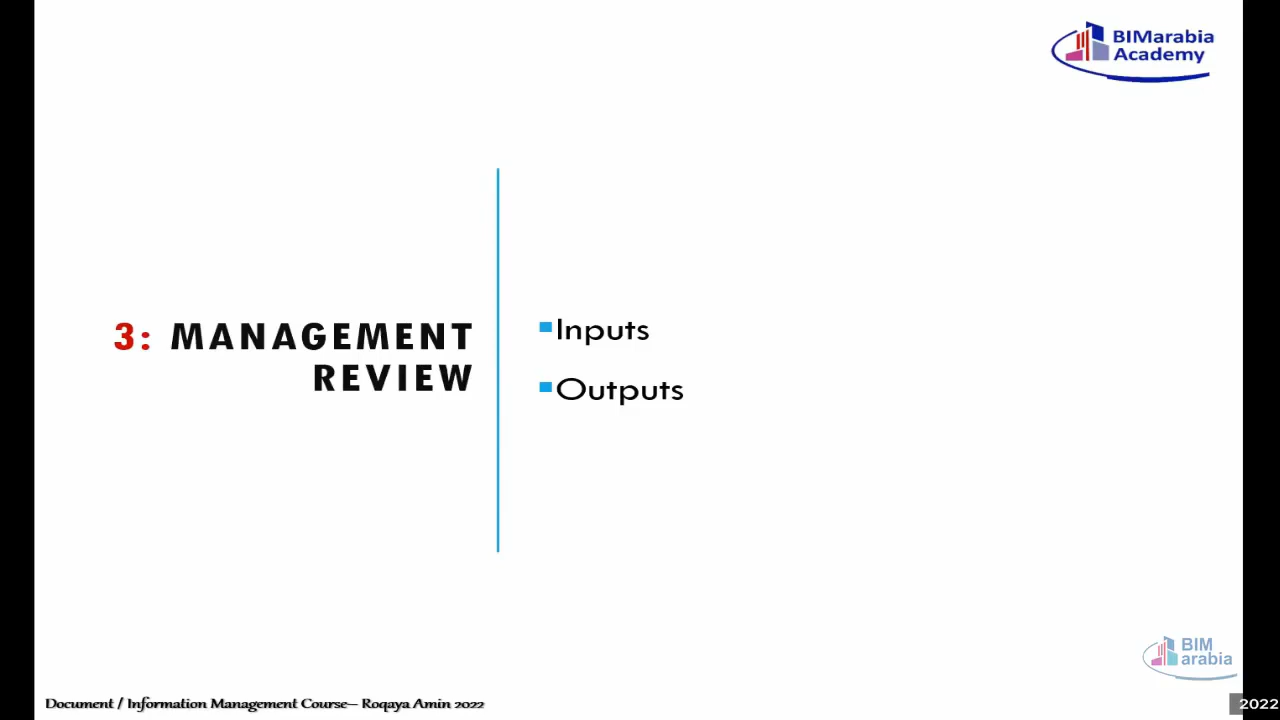 BIMarabia
Academy
3: MANAGEMENT
REVIEW
Inputs
Outputs
BIM
arabia
Document / Information Management Course– Roqaya Amin 2022
2022